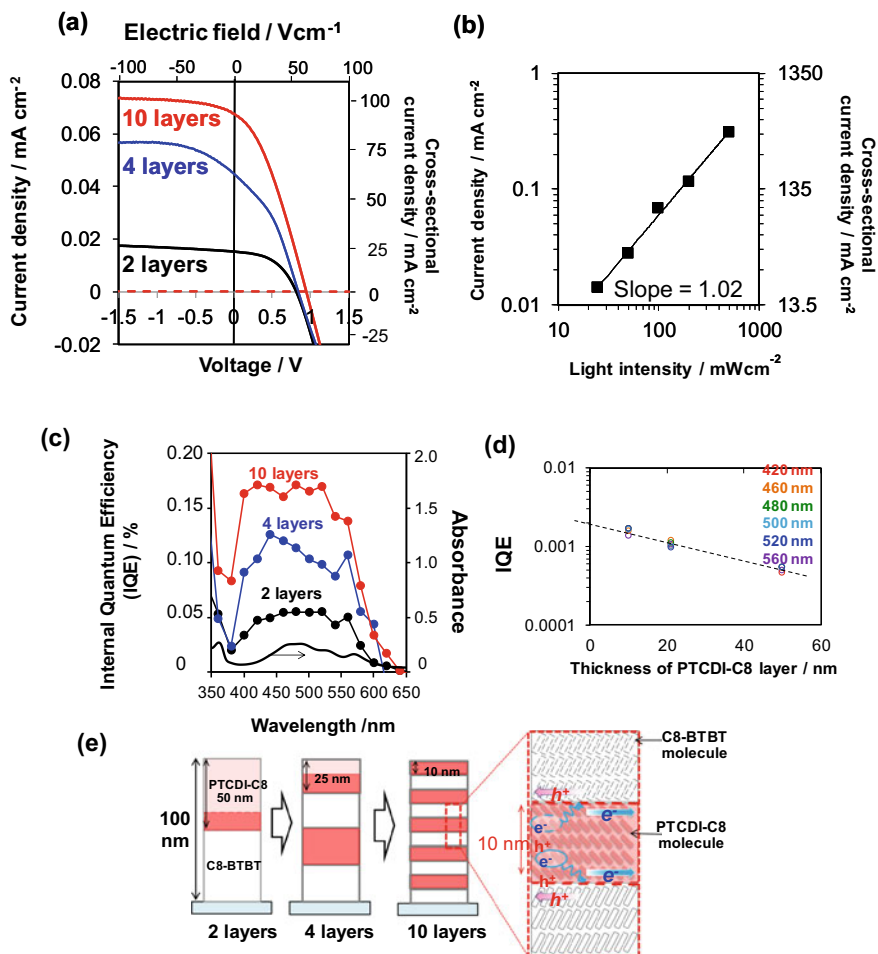 (a)
Electric field / Vcm⁻¹
-100 -50 0 50 100
0.08
0.06
0.04
0.02
0
-0.02
Current density / mA cm⁻²
10 layers
4 layers
2 layers
100
75
50
25
0
-25
Cross-sectional
current density / mA cm⁻²
-1.5 -1 -0.5 0 0.5 1 1.5
Voltage / V
(b)
1
0.1
0.01
Current density / mA cm⁻²
Slope = 1.02
1350
135
13.5
Cross-sectional
current density / mA cm⁻²
10 100 1000
Light intensity / mWcm⁻²
(c)
0.20
0.15
0.10
0.05
0
Internal Quantum Efficiency
(IQE) / %
10 layers
4 layers
2 layers
2.0
1.5
1.0
0.5
0
Absorbance
350 400 450 500 550 600 650
Wavelength /nm
(d)
0.01
0.001
0.0001
IQE
420 nm
460 nm
480 nm
500 nm
520 nm
560 nm
0 20 40 60
Thickness of PTCDI-C8 layer / nm
(e)
100
nm
PTCDI-C8
50 nm
C8-BTBT
2 layers
25 nm
4 layers
10 nm
10 layers
C8-BTBT
molecule
h⁺
e⁻
e⁻
10 nm
h⁺
e⁻
e⁻
h⁺
h⁺
PTCDI-C8
molecule